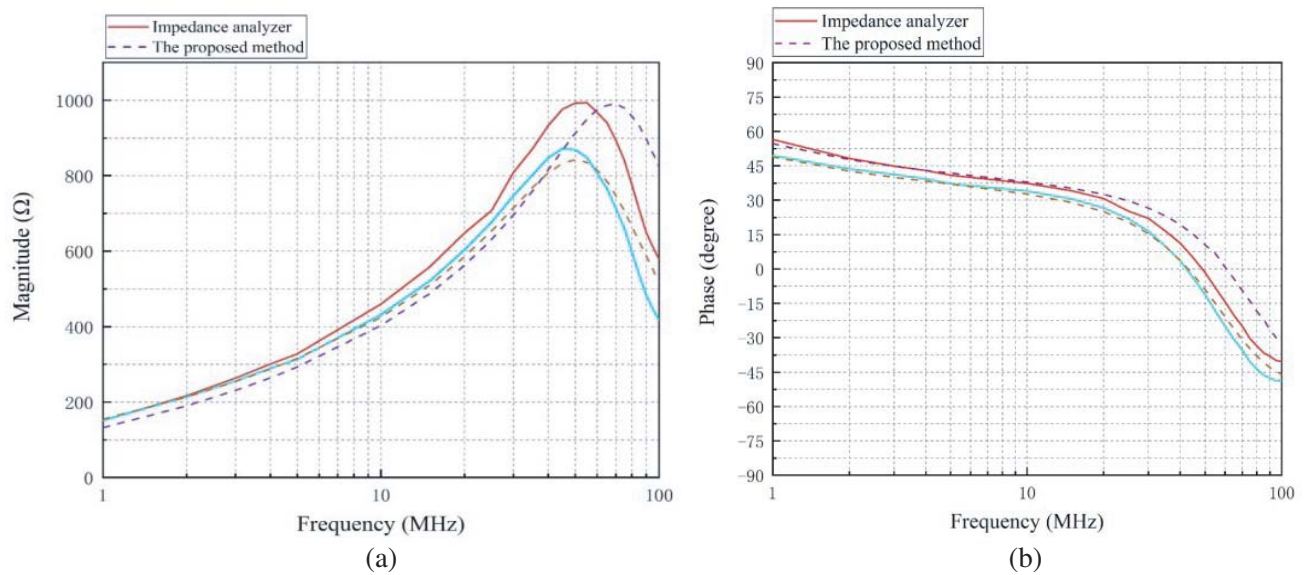 Impedance analyzer
The proposed method
1000
800
600
400
200
0
1
10
100
Magnitude (Ω)
Frequency (MHz)
(a)
Impedance analyzer
The proposed method
90
75
60
45
30
15
0
−15
−30
−45
−60
−75
−90
1
10
100
Phase (degree)
Frequency (MHz)
(b)